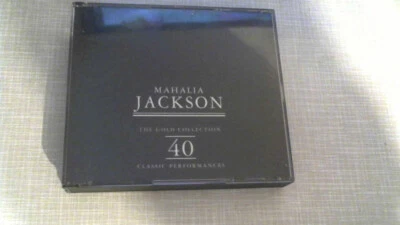 MAHALIA
JACKSON
THE GOLD COLLECTION
40
CLASSIC PERFORMANCES